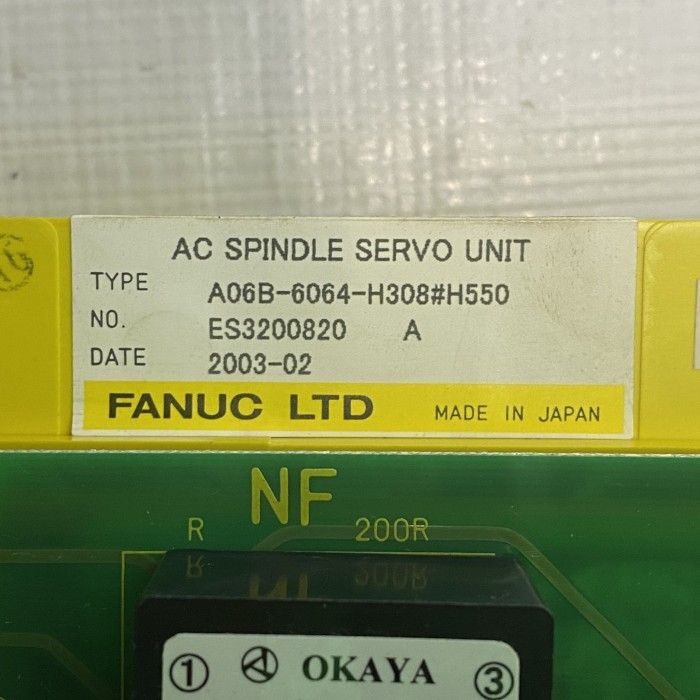 AC SPINDLE SERVO UNIT
TYPE A06B-6064-H308#H550
NO. ES3200820 A
DATE 2003-02
FANUC LTD MADE IN JAPAN
NF
R 200R
① OKAYA ③